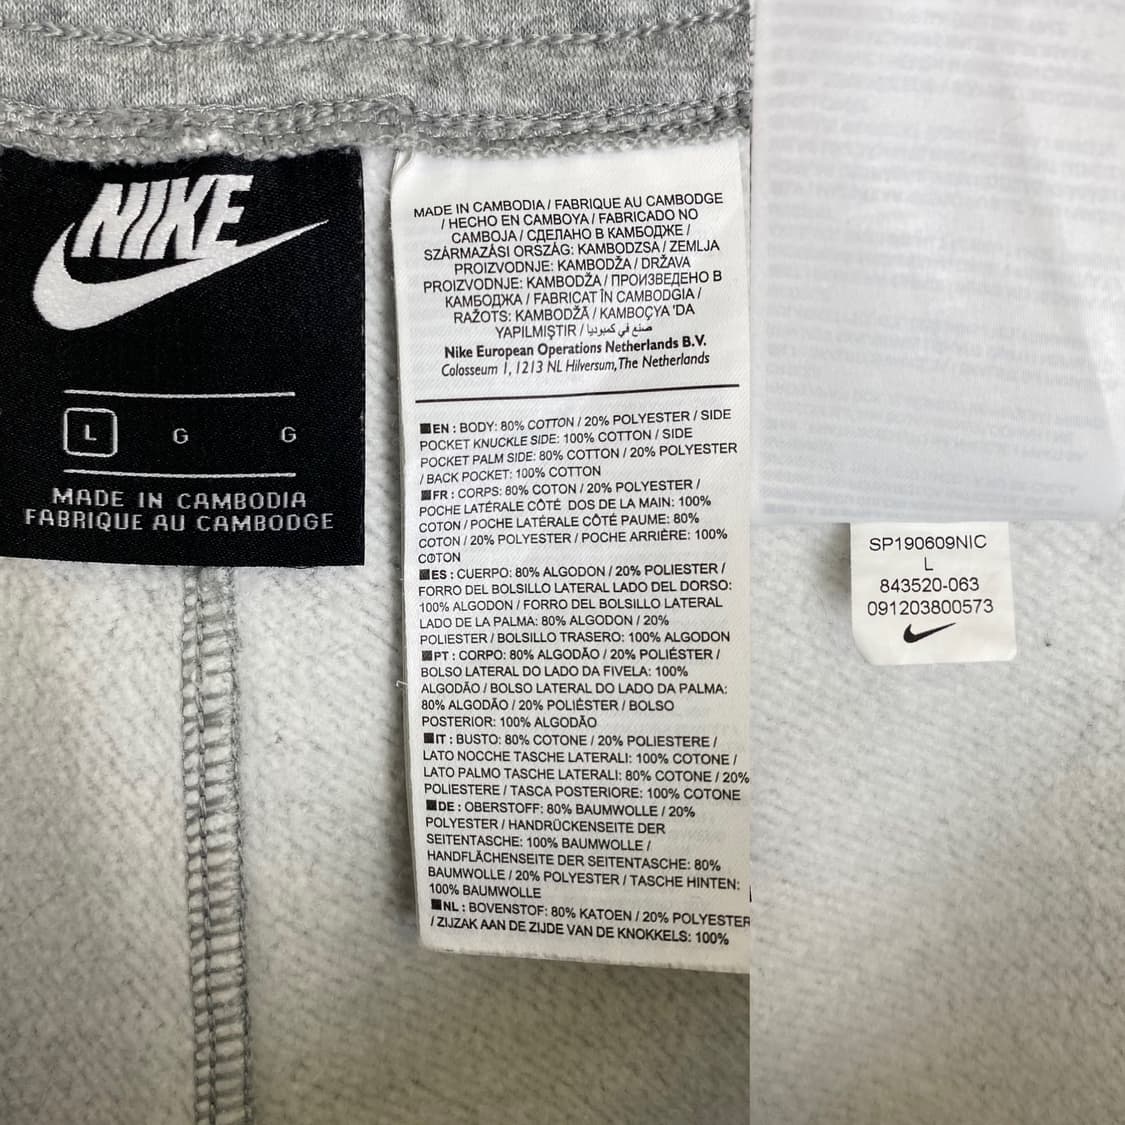 NIKE
L G G
MADE IN CAMBODIA
FABRIQUE AU CAMBODGE
MADE IN CAMBODIA / FABRIQUE AU CAMBODGE
/ HECHO EN CAMBOYA / FABRICADO NO
CAMBOJA / СДЕЛАНО В КАМБОДЖЕ /
SZÁRMAZÁSI ORSZÁG: KAMBODZSA / ZEMLJA
PROIZVODNJE: KAMBODŽA / DRŽAVA
PROIZVODNJE: KAMBODŽA / ПРОИЗВЕДЕНО В
КАМБОДЖА / FABRICAT ÎN CAMBODGIA /
RAŽOTS: KAMBODŽĀ / KAMBOÇYA 'DA
YAPILMIŞTIR / صنع في كمبوديا
Nike European Operations Netherlands B.V.
Colosseum 1, 1213 NL Hilversum, The Netherlands
EN : BODY: 80% COTTON / 20% POLYESTER / SIDE
POCKET KNUCKLE SIDE: 100% COTTON / SIDE
POCKET PALM SIDE: 80% COTTON / 20% POLYESTER
/ BACK POCKET: 100% COTTON
FR : CORPS: 80% COTON / 20% POLYESTER /
POCHE LATÉRALE CÔTÉ DOS DE LA MAIN: 100%
COTON / POCHE LATÉRALE CÔTÉ PAUME: 80%
COTON / 20% POLYESTER / POCHE ARRIÈRE: 100%
COTON
ES : CUERPO: 80% ALGODON / 20% POLIESTER /
FORRO DEL BOLSILLO LATERAL LADO DEL DORSO:
100% ALGODON / FORRO DEL BOLSILLO LATERAL
LADO DE LA PALMA: 80% ALGODON / 20%
POLIESTER / BOLSILLO TRASERO: 100% ALGODON
PT : CORPO: 80% ALGODÃO / 20% POLIÉSTER /
BOLSO LATERAL DO LADO DA FIVELA: 100%
ALGODÃO / BOLSO LATERAL DO LADO DA PALMA:
80% ALGODÃO / 20% POLIÉSTER / BOLSO
POSTERIOR: 100% ALGODÃO
IT : BUSTO: 80% COTONE / 20% POLIESTERE /
LATO NOCCHE TASCHE LATERALI: 100% COTONE /
LATO PALMO TASCHE LATERALI: 80% COTONE / 20%
POLIESTERE / TASCA POSTERIORE: 100% COTONE
DE : OBERSTOFF: 80% BAUMWOLLE / 20%
POLYESTER / HANDRÜCKENSEITE DER
SEITENTASCHE: 100% BAUMWOLLE /
HANDFLÄCHENSEITE DER SEITENTASCHE: 80%
BAUMWOLLE / 20% POLYESTER / TASCHE HINTEN:
100% BAUMWOLLE
NL : BOVENSTOF: 80% KATOEN / 20% POLYESTER
/ ZIJZAK AAN DE ZIJDE VAN DE KNOKKELS: 100%
SP190609NIC
L
843520-063
091203800573